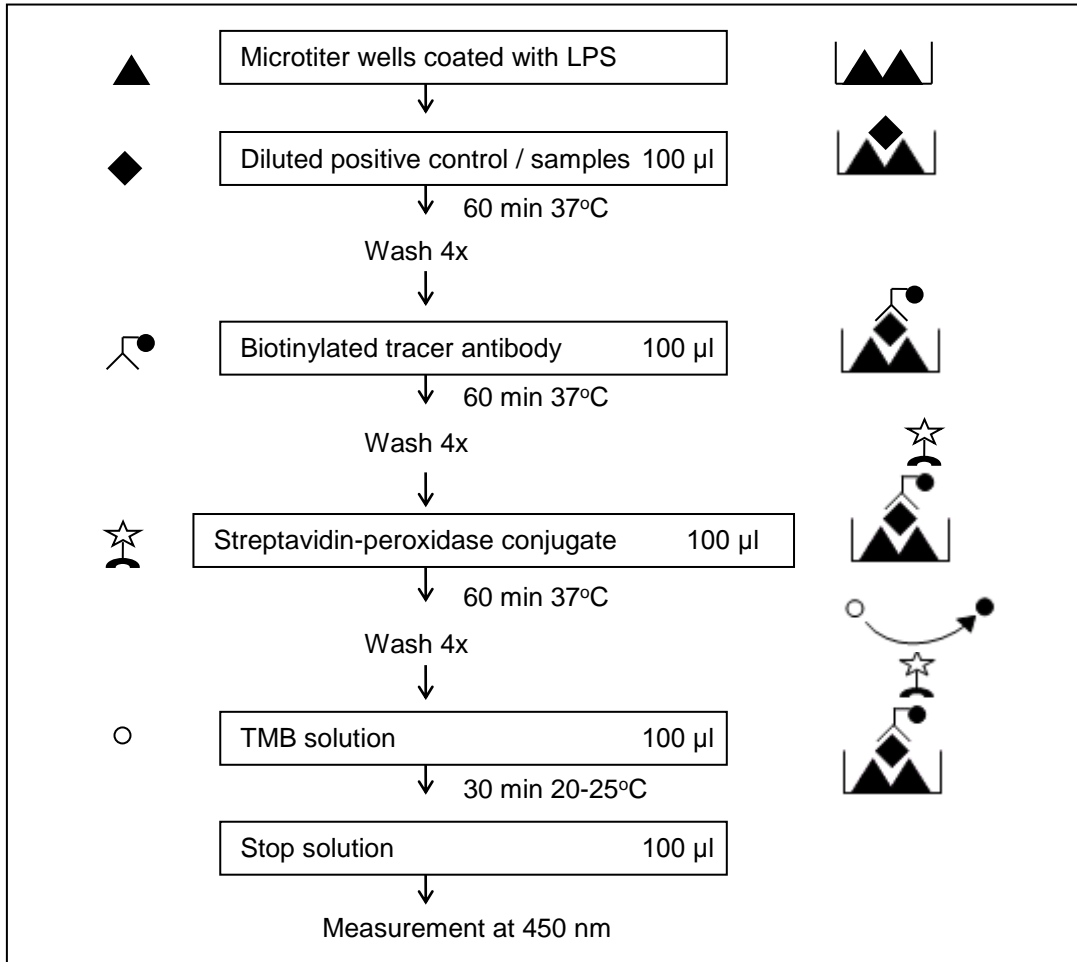 Microtiter wells coated with LPS
Diluted positive control / samples 100 µl
60 min 37°C
Wash 4x
Biotinylated tracer antibody 100 µl
60 min 37°C
Wash 4x
Streptavidin-peroxidase conjugate 100 µl
60 min 37°C
Wash 4x
TMB solution 100 µl
30 min 20-25°C
Stop solution 100 µl
Measurement at 450 nm